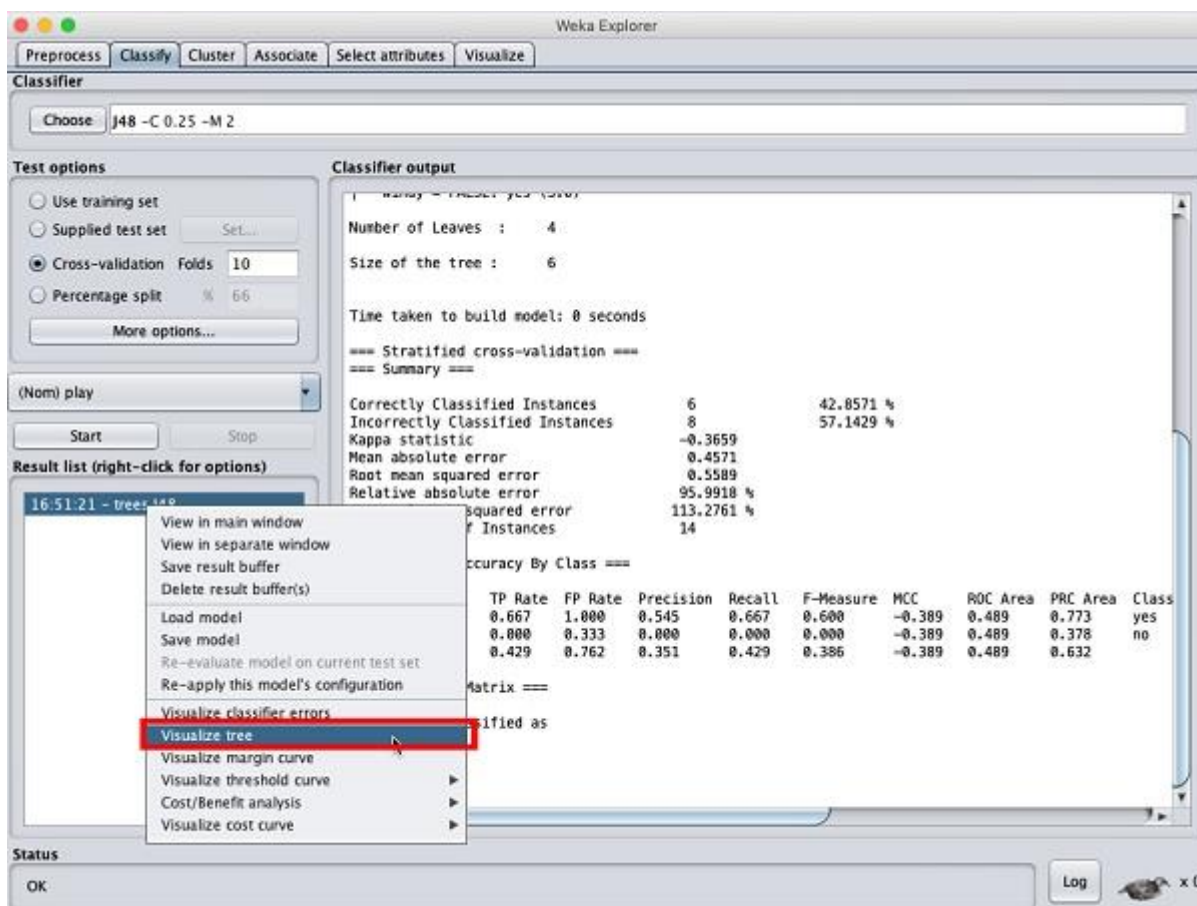 Weka Explorer
Preprocess Classify Cluster Associate Select attributes Visualize
Classifier
Choose J48 -C 0.25 -M 2
Test options
Use training set
Supplied test set Set...
Cross-validation Folds 10
Percentage split % 66
More options...
(Nom) play
Start Stop
Result list (right-click for options)
16:51:21 - trees.J48
View in main window
View in separate window
Save result buffer
Delete result buffer(s)
Load model
Save model
Re-evaluate model on current test set
Re-apply this model's configuration
Visualize classifier errors
Visualize tree
Visualize margin curve
Visualize threshold curve
Cost/Benefit analysis
Visualize cost curve
Classifier output
Number of Leaves : 4
Size of the tree : 6
Time taken to build model: 0 seconds
=== Stratified cross-validation ===
=== Summary ===
Correctly Classified Instances 6 42.8571 %
Incorrectly Classified Instances 8 57.1429 %
Kappa statistic -0.3659
Mean absolute error 0.4571
Root mean squared error 0.5589
Relative absolute error 95.9918 %
squared error 113.2761 %
f Instances 14
ccuracy By Class ===
TP Rate FP Rate Precision Recall F-Measure MCC ROC Area PRC Area Class
0.667 1.000 0.545 0.667 0.600 -0.389 0.489 0.773 yes
0.000 0.333 0.000 0.000 0.000 -0.389 0.489 0.378 no
0.429 0.762 0.351 0.429 0.386 -0.389 0.489 0.632
Matrix ===
sified as
Status
OK
Log x 0